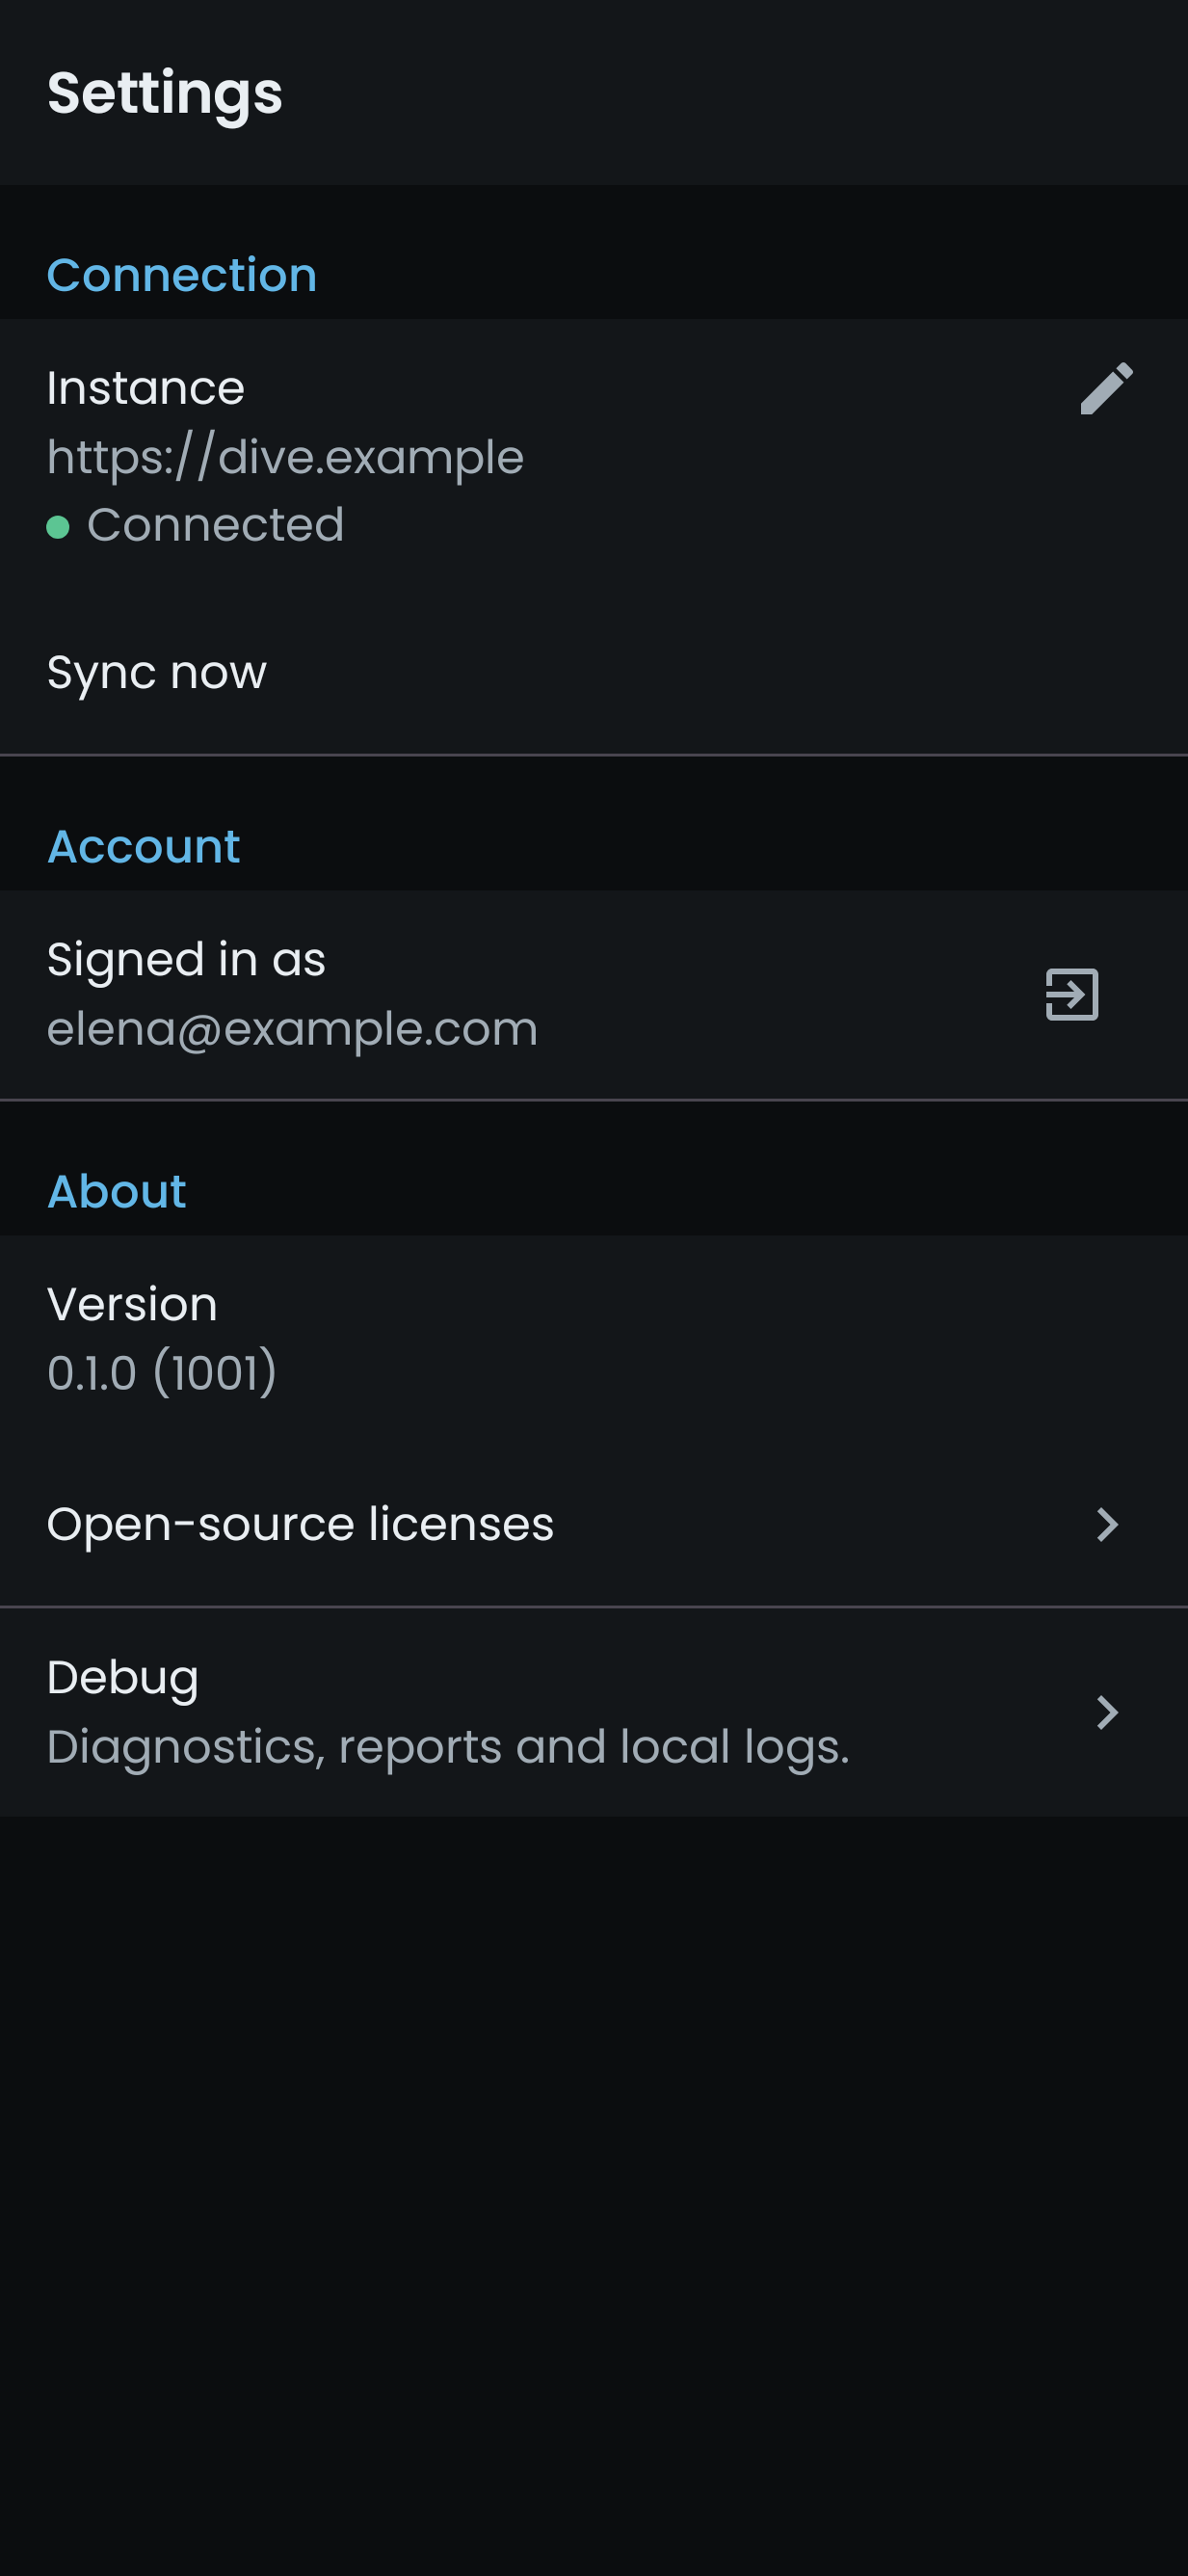 Settings
Connection
Instance
https://dive.example
Connected
Sync now
Account
Signed in as
elena@example.com
About
Version
0.1.0 (1001)
Open-source licenses
Debug
Diagnostics, reports and local logs.